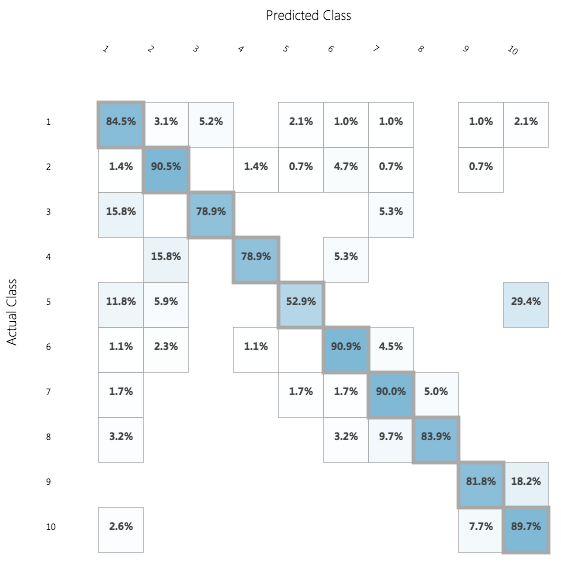 Predicted Class
1 2 3 4 5 6 7 8 9 10
Actual Class
1 84.5% 3.1% 5.2% 2.1% 1.0% 1.0% 1.0% 2.1%
2 1.4% 90.5% 1.4% 0.7% 4.7% 0.7% 0.7%
3 15.8% 78.9% 5.3%
4 15.8% 78.9% 5.3%
5 11.8% 5.9% 52.9% 29.4%
6 1.1% 2.3% 1.1% 90.9% 4.5%
7 1.7% 1.7% 1.7% 90.0% 5.0%
8 3.2% 3.2% 9.7% 83.9%
9 81.8% 18.2%
10 2.6% 7.7% 89.7%